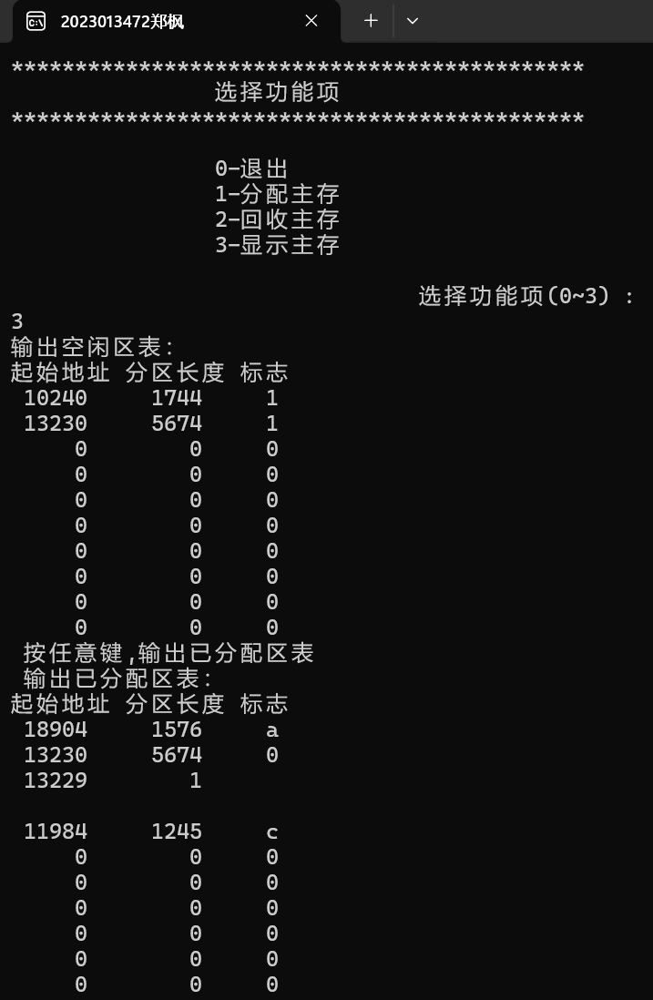 2023013472郑枫
*********************************************
选择功能项
*********************************************
0-退出
1-分配主存
2-回收主存
3-显示主存
选择功能项(0~3) :
3
输出空闲区表:
起始地址 分区长度 标志
10240 1744 1
13230 5674 1
0 0 0
0 0 0
0 0 0
0 0 0
0 0 0
0 0 0
0 0 0
0 0 0
按任意键,输出已分配区表
输出已分配区表:
起始地址 分区长度 标志
18904 1576 a
13230 5674 0
13229 1
11984 1245 c
0 0 0
0 0 0
0 0 0
0 0 0
0 0 0
0 0 0